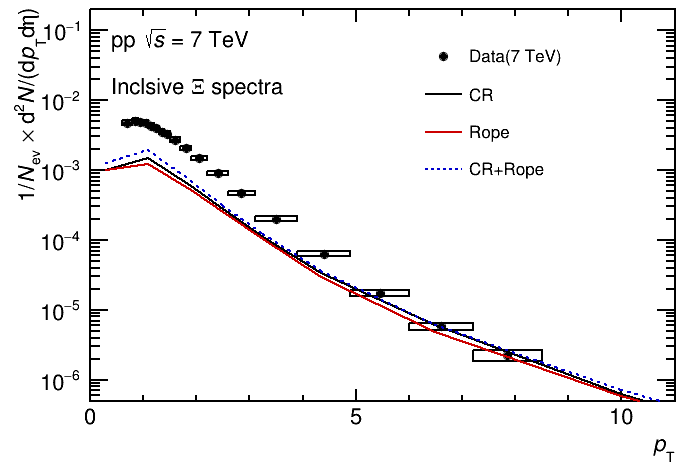 pp √s = 7 TeV
Inclsive Ξ spectra
Data(7 TeV)
CR
Rope
CR+Rope
1/N_ev × d²N/(dp_T dη)
10⁻¹
10⁻²
10⁻³
10⁻⁴
10⁻⁵
10⁻⁶
0 5 10
p_T